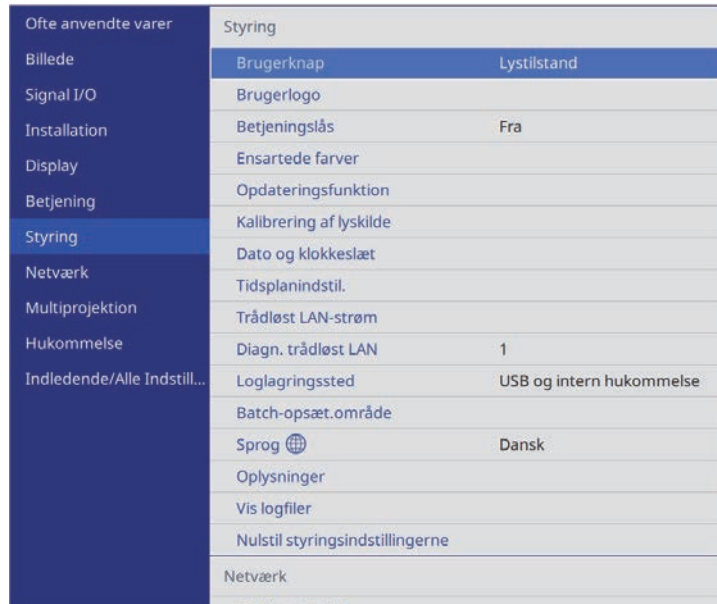 Ofte anvendte varer
Billede
Signal I/O
Installation
Display
Betjening
Styring
Netværk
Multiprojektion
Hukommelse
Indledende/Alle Indstill...
Styring
Brugerknap Lystilstand
Brugerlogo
Betjeningslås Fra
Ensartede farver
Opdateringsfunktion
Kalibrering af lyskilde
Dato og klokkeslæt
Tidsplanindstil.
Trådløst LAN-strøm
Diagn. trådløst LAN 1
Loglagringssted USB og intern hukommelse
Batch-opsæt.område
Sprog Dansk
Oplysninger
Vis logfiler
Nulstil styringsindstillingerne
Netværk